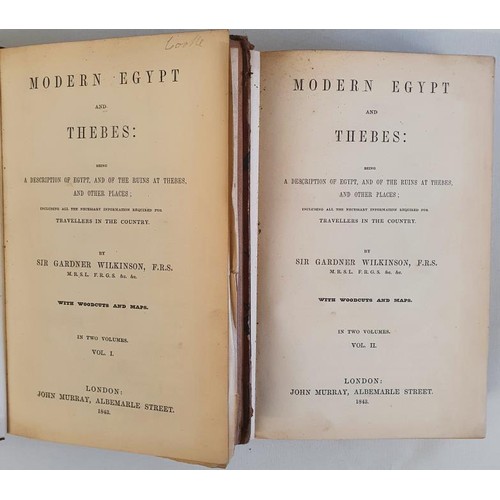 MODERN EGYPT
AND
THEBES:
BEING
A DESCRIPTION OF EGYPT, AND OF THE RUINS AT THEBES,
AND OTHER PLACES;
INCLUDING ALL THE NECESSARY INFORMATION REQUIRED FOR
TRAVELLERS IN THE COUNTRY.
BY
SIR GARDNER WILKINSON, F.R.S.
M.R.S.L. F.R.G.S. &c. &c.
WITH WOODCUTS AND MAPS.
IN TWO VOLUMES.
VOL. I.
LONDON:
JOHN MURRAY, ALBEMARLE STREET.
1843.
MODERN EGYPT
AND
THEBES:
BEING
A DESCRIPTION OF EGYPT, AND OF THE RUINS AT THEBES,
AND OTHER PLACES;
INCLUDING ALL THE NECESSARY INFORMATION REQUIRED FOR
TRAVELLERS IN THE COUNTRY.
BY
SIR GARDNER WILKINSON, F.R.S.
M.R.S.L. F.R.G.S. &c. &c.
WITH WOODCUTS AND MAPS.
IN TWO VOLUMES.
VOL. II.
LONDON:
JOHN MURRAY, ALBEMARLE STREET.
1843.